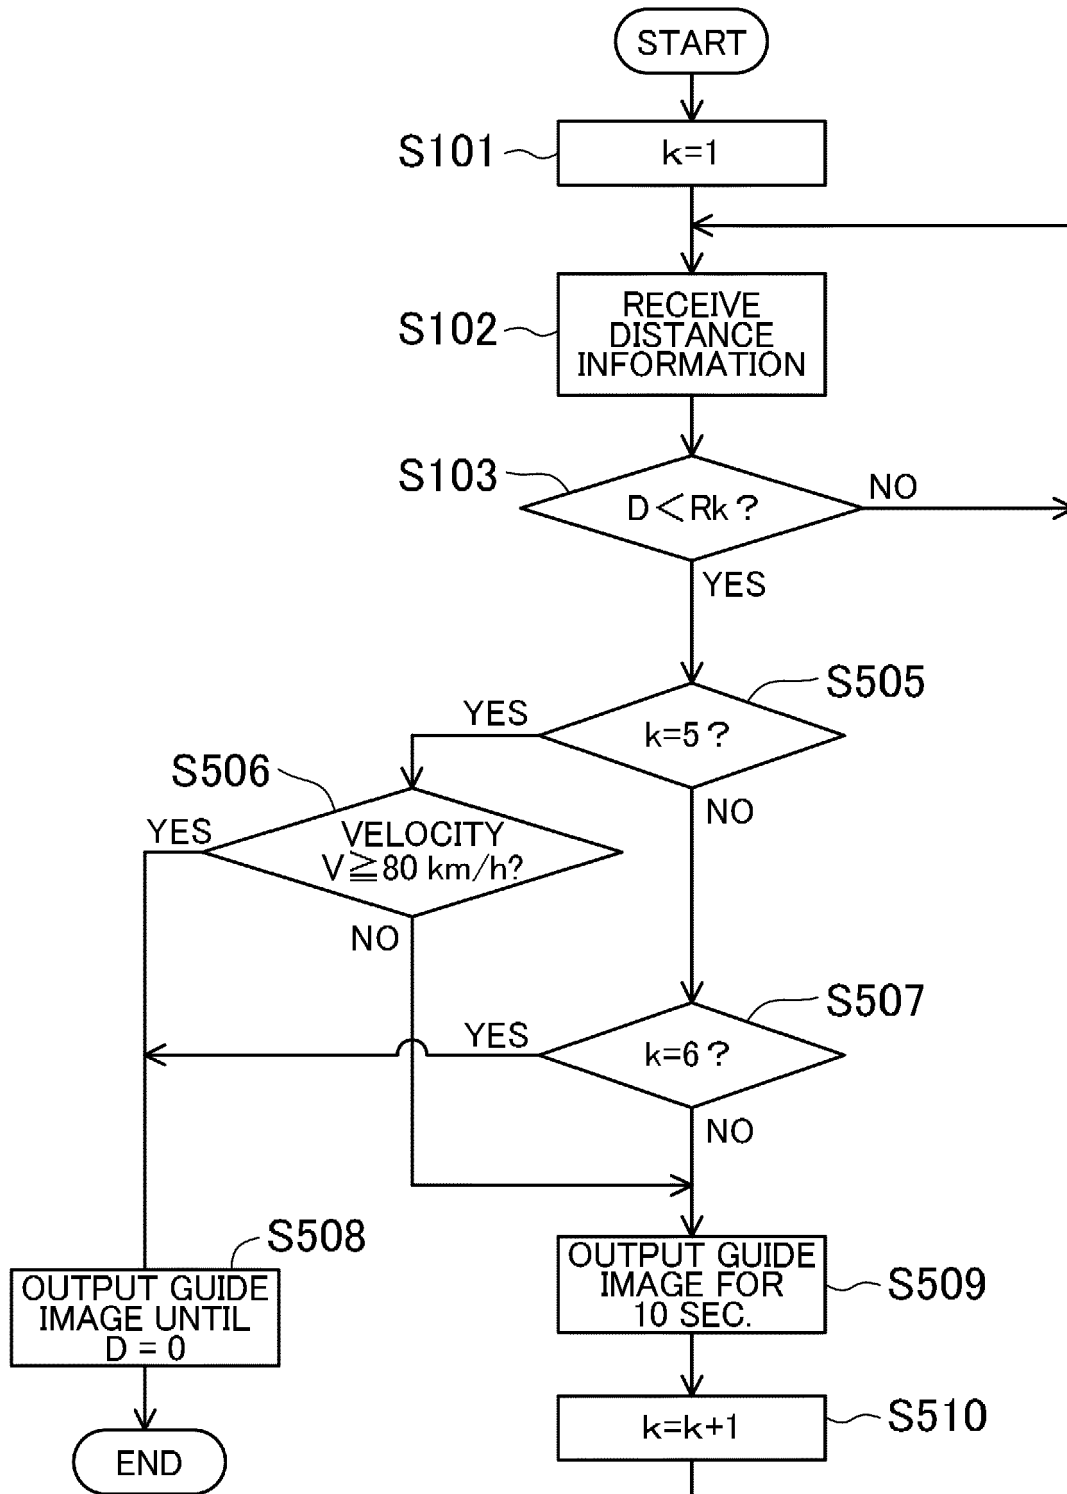 START
S101
k=1
S102
RECEIVE
DISTANCE
INFORMATION
S103
D<Rk?
NO
YES
S505
k=5?
YES
NO
S506
VELOCITY
V≧80 km/h?
YES
NO
S507
k=6?
YES
NO
S508
OUTPUT GUIDE
IMAGE UNTIL
D = 0
S509
OUTPUT GUIDE
IMAGE FOR
10 SEC.
S510
k=k+1
END